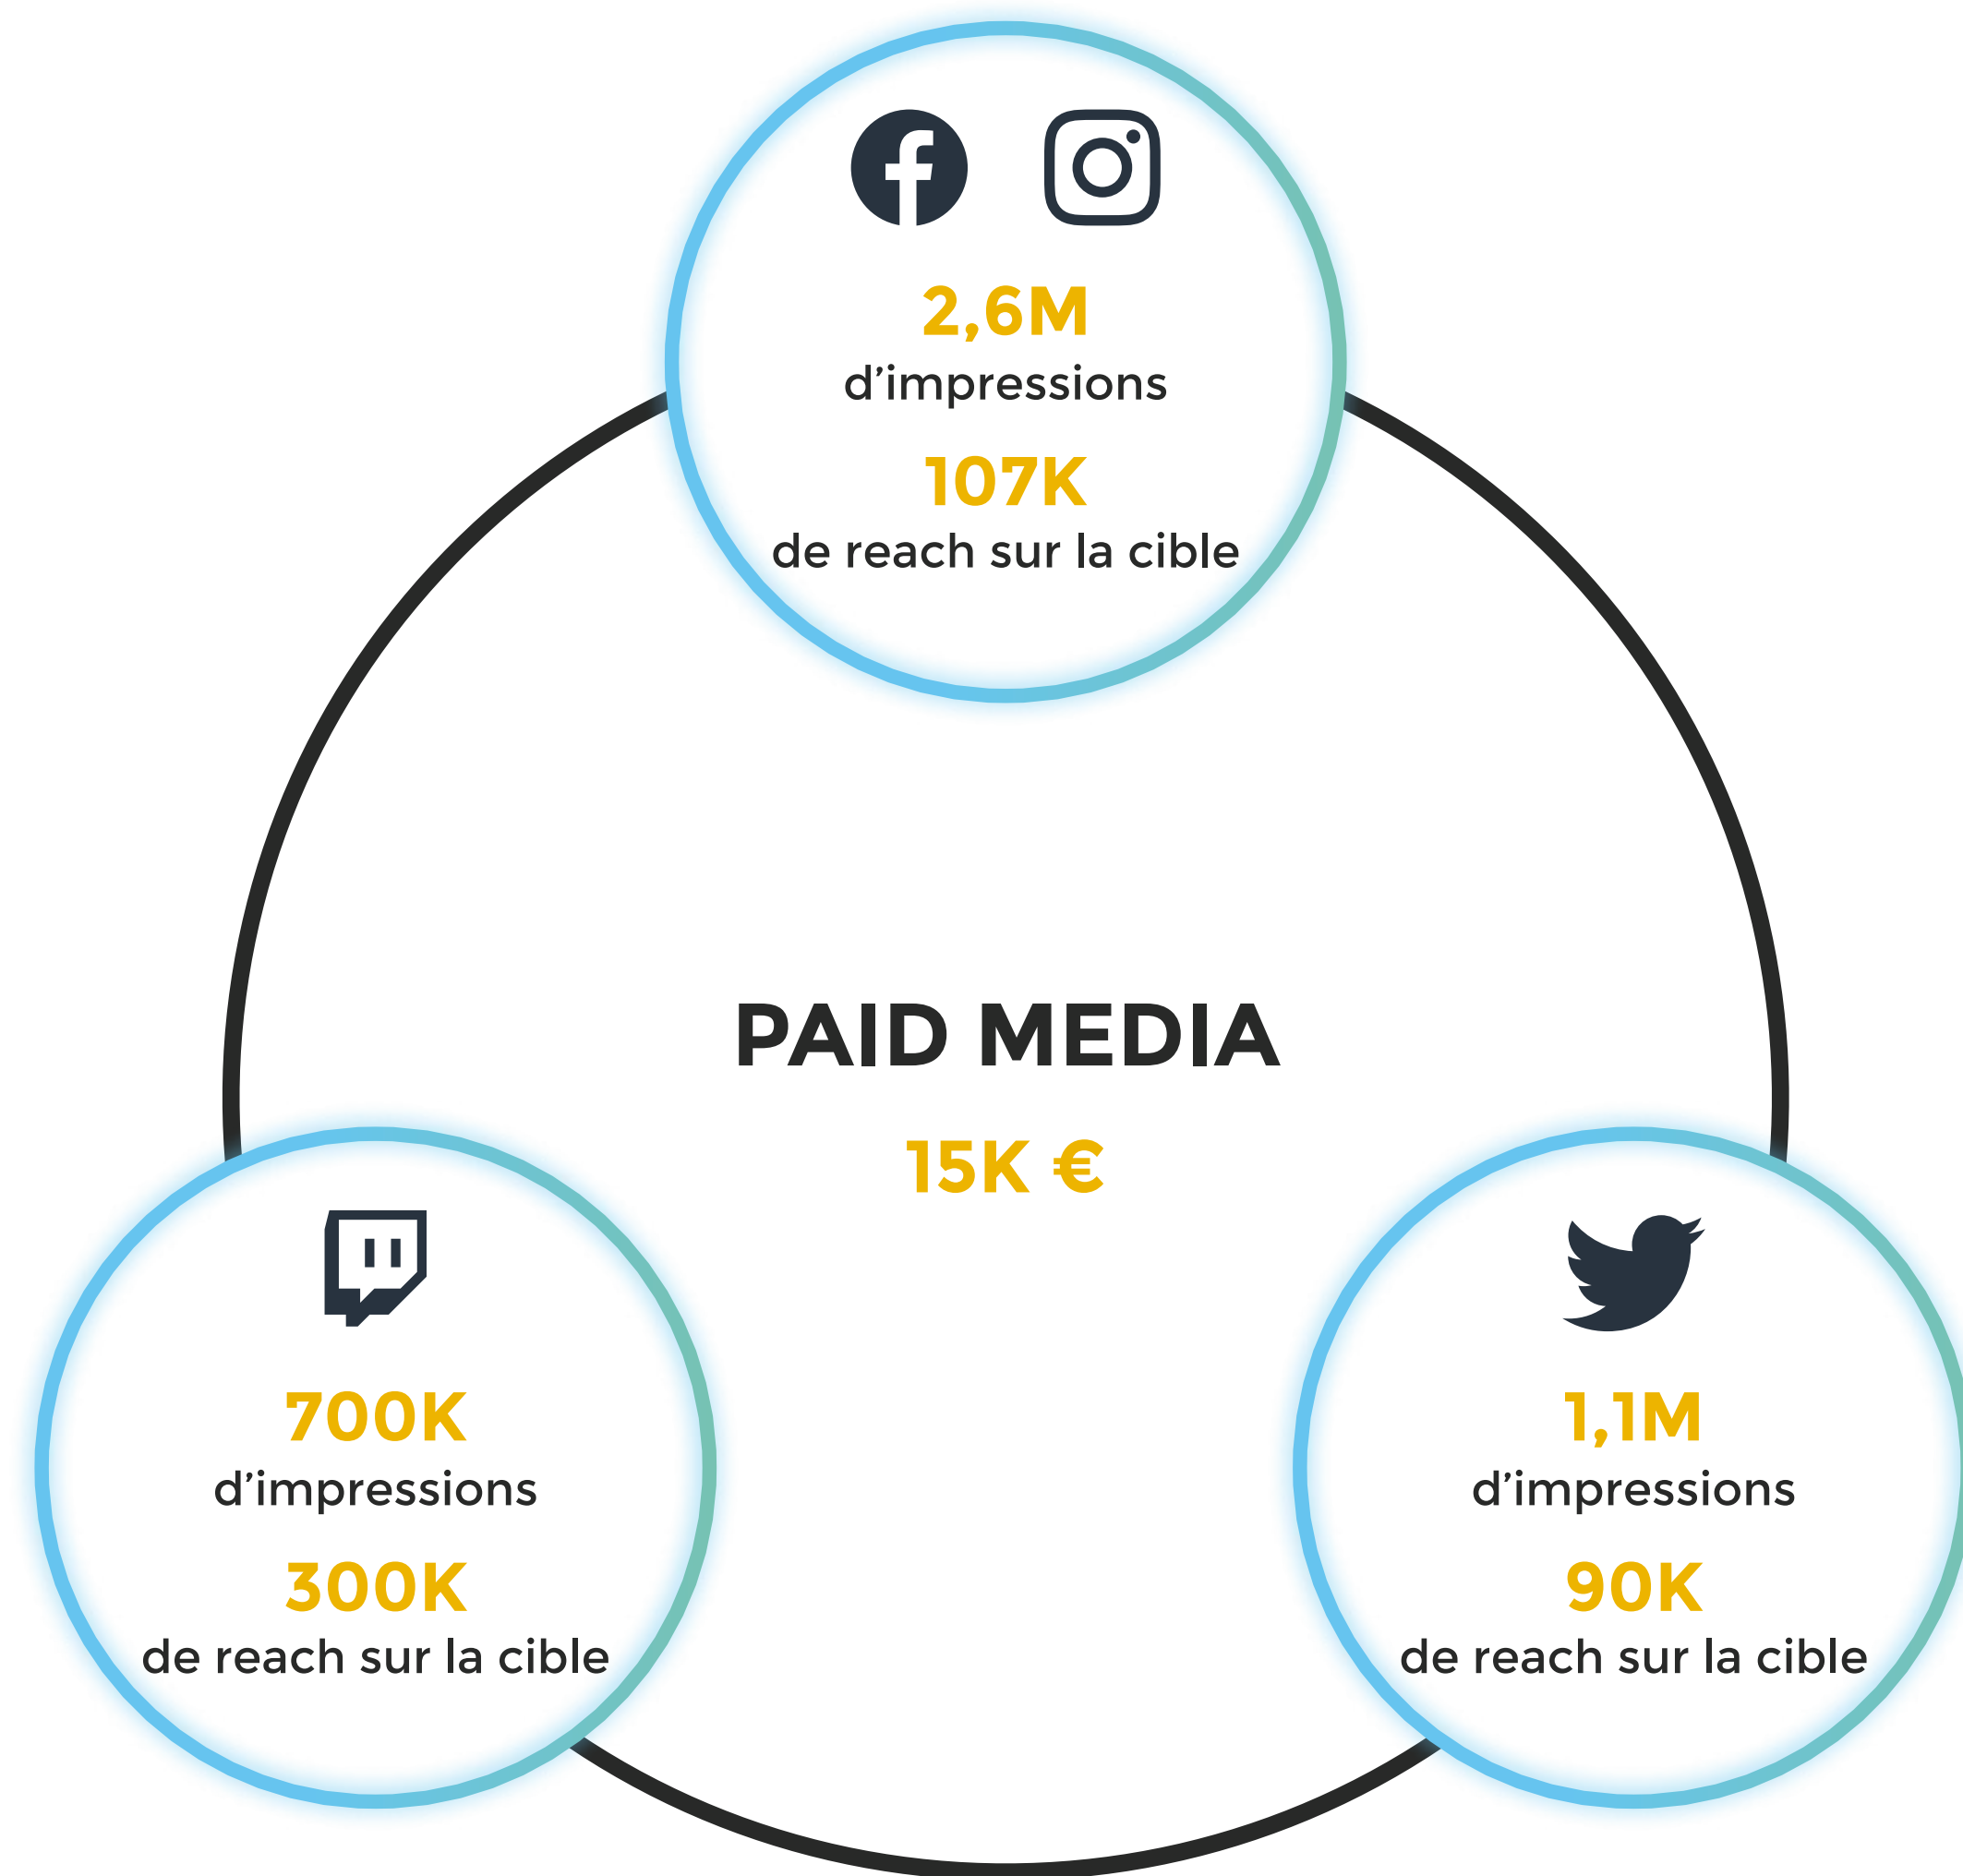 2,6M
d'impressions
107K
de reach sur la cible
PAID MEDIA
15K €
700K
d'impressions
300K
de reach sur la cible
1,1M
d'impressions
90K
de reach sur la cible